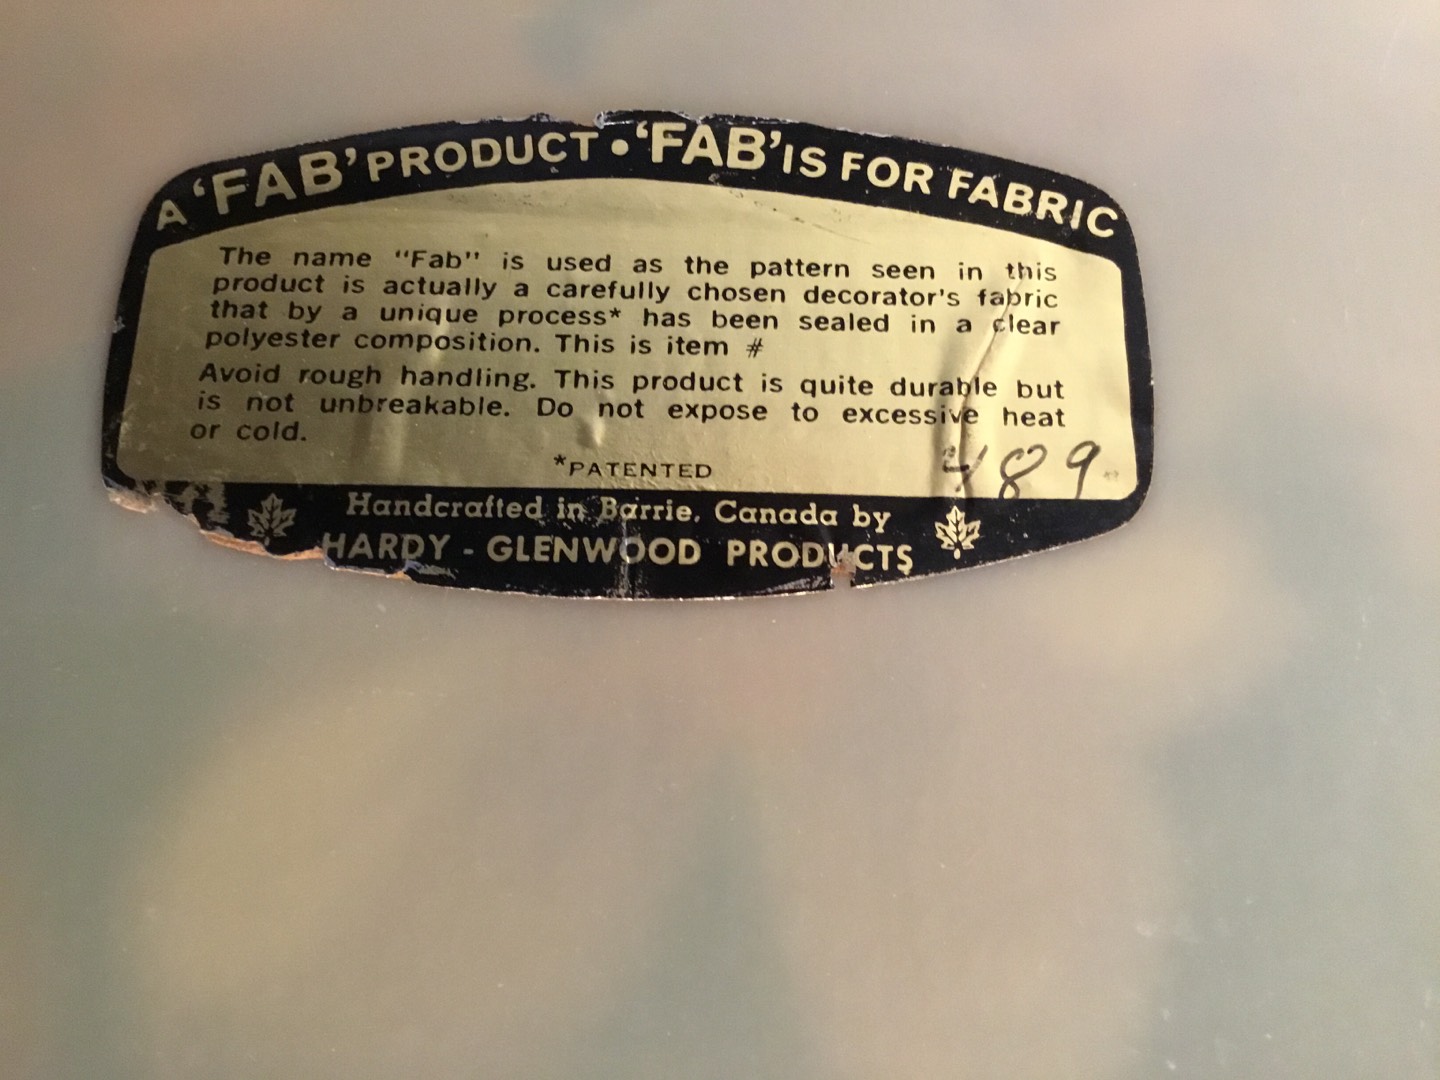 A 'FAB' PRODUCT • 'FAB' IS FOR FABRIC
The name "Fab" is used as the pattern seen in this
product is actually a carefully chosen decorator's fabric
that by a unique process* has been sealed in a clear
polyester composition. This is item #
Avoid rough handling. This product is quite durable but
is not unbreakable. Do not expose to excessive heat
or cold.
489
*PATENTED
Handcrafted in Barrie, Canada by
HARDY - GLENWOOD PRODUCTS